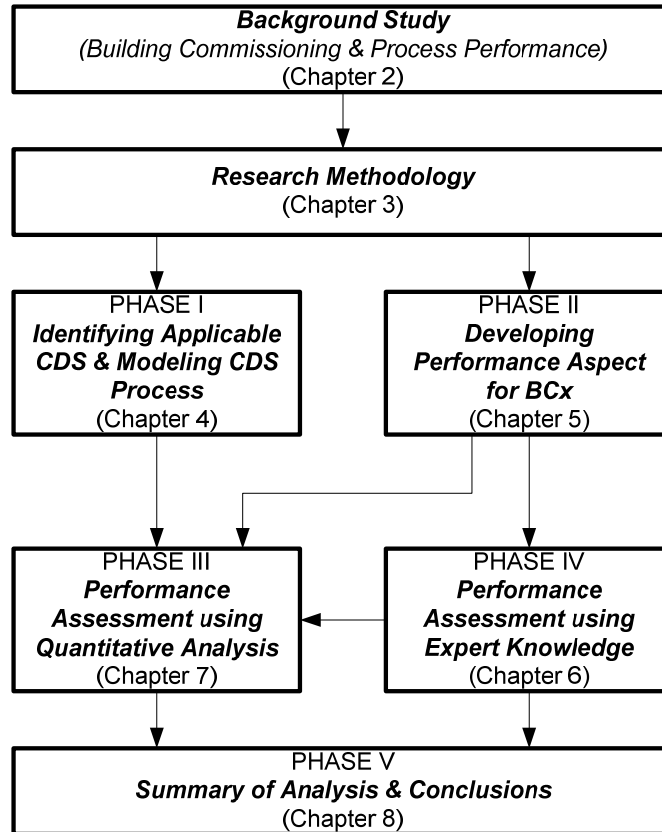 Background Study
(Building Commissioning & Process Performance)
(Chapter 2)
Research Methodology
(Chapter 3)
PHASE I
Identifying Applicable
CDS & Modeling CDS
Process
(Chapter 4)
PHASE II
Developing
Performance Aspect
for BCx
(Chapter 5)
PHASE III
Performance
Assessment using
Quantitative Analysis
(Chapter 7)
PHASE IV
Performance
Assessment using
Expert Knowledge
(Chapter 6)
PHASE V
Summary of Analysis & Conclusions
(Chapter 8)